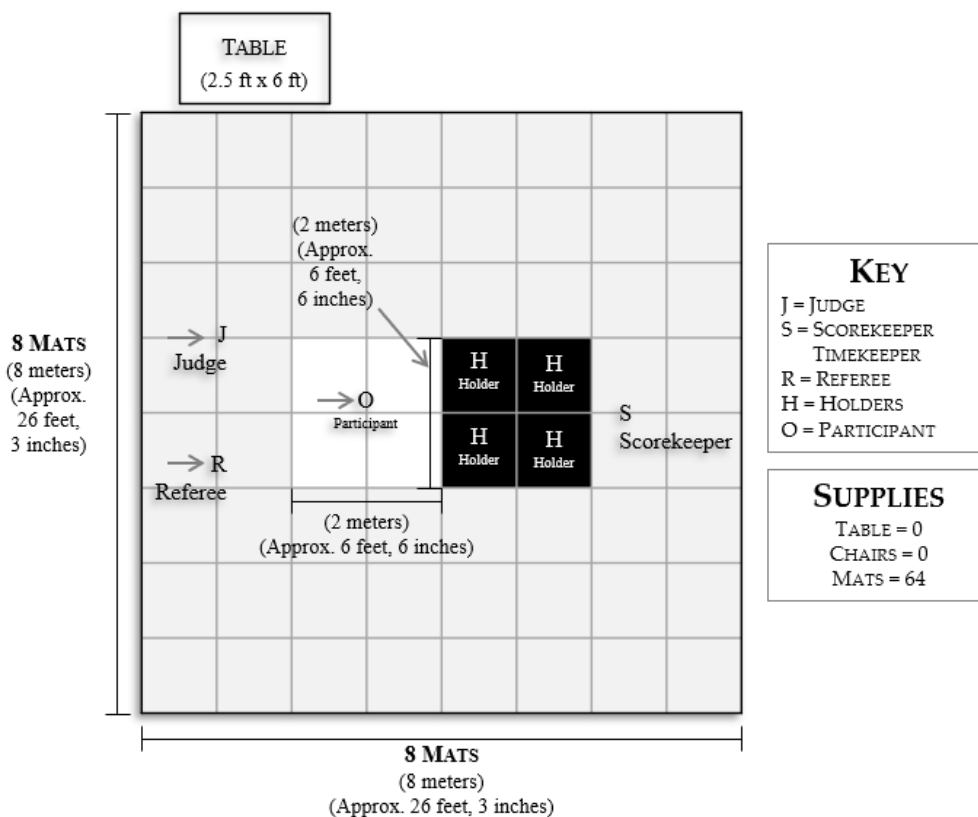 TABLE
(2.5 ft x 6 ft)
(2 meters)
(Approx.
6 feet,
6 inches)
8 MATS
(8 meters)
(Approx.
26 feet,
3 inches)
J
Judge
O
Participant
R
Referee
H
Holder
H
Holder
H
Holder
H
Holder
S
Scorekeeper
(2 meters)
(Approx. 6 feet, 6 inches)
8 MATS
(8 meters)
(Approx. 26 feet, 3 inches)
KEY
J = JUDGE
S = SCOREKEEPER
TIMEKEEPER
R = REFEREE
H = HOLDERS
O = PARTICIPANT
SUPPLIES
TABLE = 0
CHAIRS = 0
MATS = 64